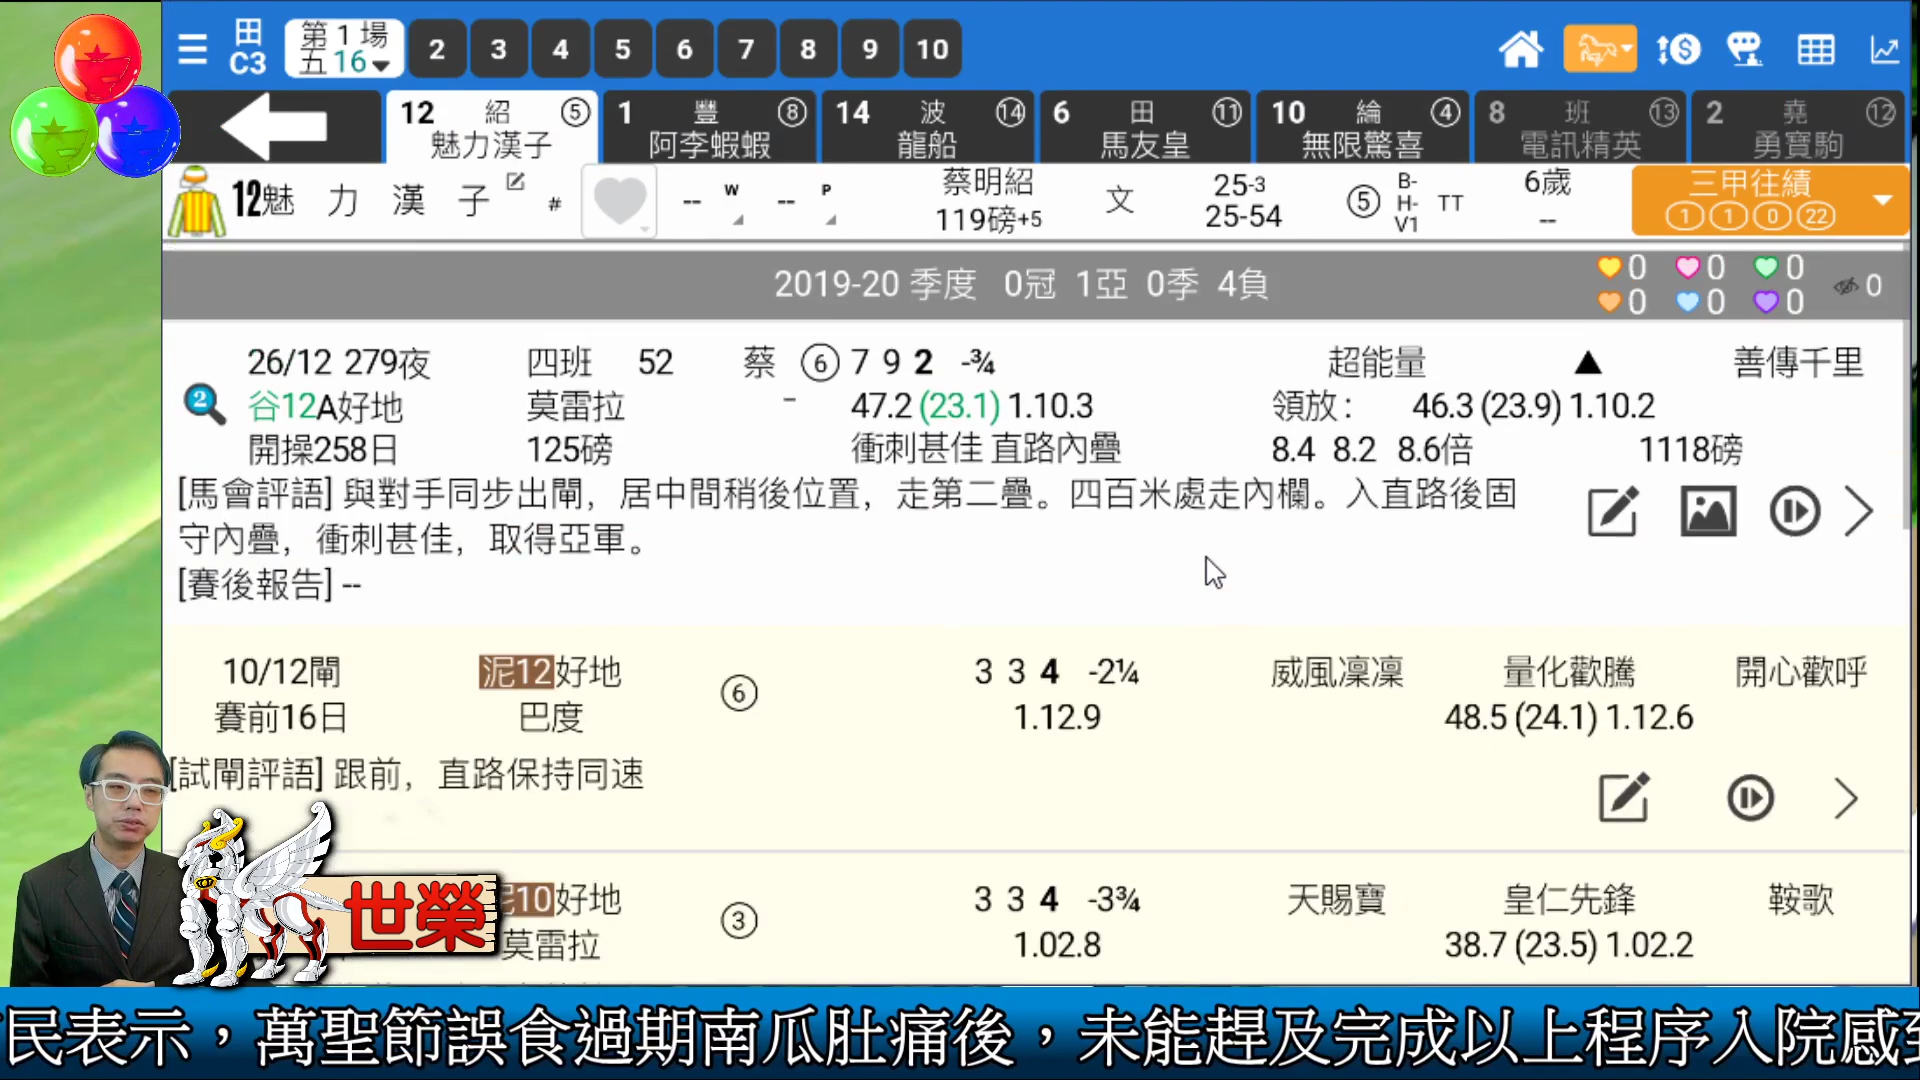 田 第 1 場 2 3 4 5 6 7 8 9 10
C3 五 16
12 紹 ⑤ 1 豐 ⑧ 14 波 ⑭ 6 田 ⑪ 10 綸 ④ 8 班 ⑬ 2 堯 ⑫
魅力漢子 阿李蝦蝦 龍船 馬友皇 無限驚喜 電訊精英 勇寶駒
12 魅力漢子 # -- W -- P 蔡明紹 119磅+5 文 25-3 25-54 ⑤ B-H-V1 TT 6歲 -- 三甲往績 ① ① ⓪ ㉒
2019-20 季度 0冠 1亞 0季 4負 0 0 0 0
0 0 0
26/12 279夜 四班 52 蔡 ⑥ 7 9 2 -¾ 超能量 ▲ 善傳千里
2 谷12A好地 莫雷拉 - 47.2 (23.1) 1.10.3 領放： 46.3 (23.9) 1.10.2
開操258日 125磅 衝刺甚佳 直路內疊 8.4 8.2 8.6倍 1118磅
[馬會評語] 與對手同步出閘，居中間稍後位置，走第二疊。四百米處走內欄。入直路後固
守內疊，衝刺甚佳，取得亞軍。
[賽後報告] --
10/12閘 泥12好地 ⑥ 3 3 4 -2¼ 威風凜凜 量化歡騰 開心歡呼
賽前16日 巴度 1.12.9 48.5 (24.1) 1.12.6
[試閘評語] 跟前，直路保持同速
泥10好地 ③ 3 3 4 -3¾ 天賜寶 皇仁先鋒 鞍歌
莫雷拉 1.02.8 38.7 (23.5) 1.02.2
世榮
民表示，萬聖節誤食過期南瓜肚痛後，未能趕及完成以上程序入院感到